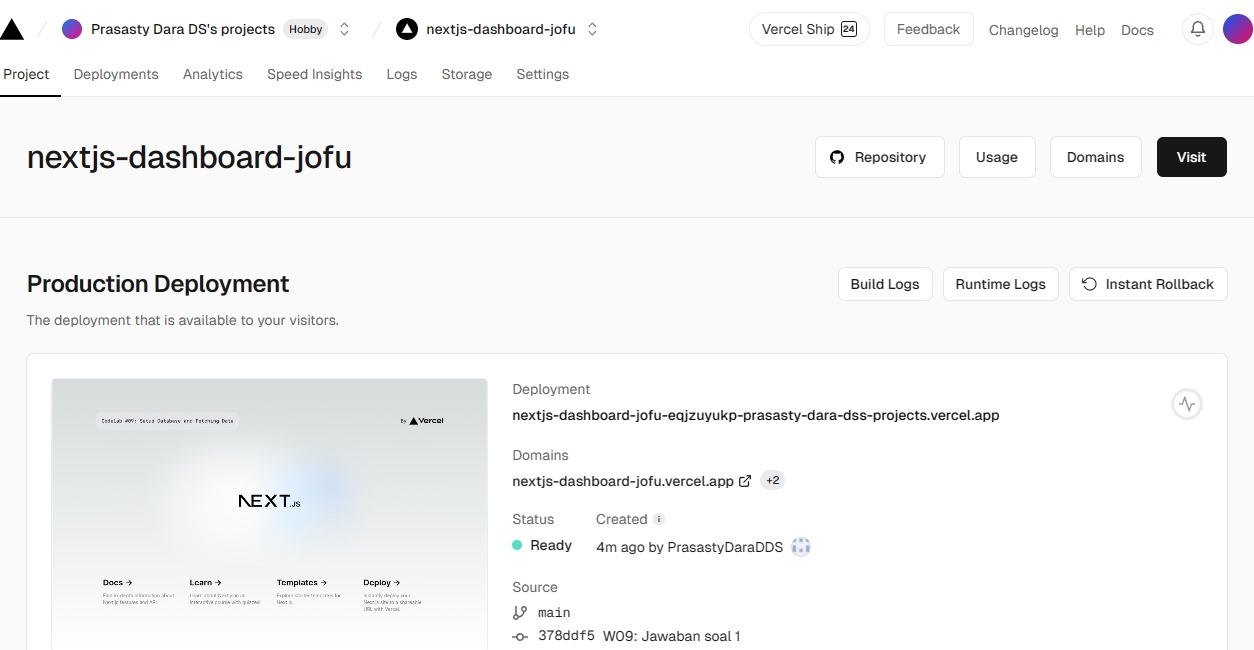 Prasasty Dara DS's projects Hobby nextjs-dashboard-jofu Vercel Ship 24 Feedback Changelog Help Docs
Project Deployments Analytics Speed Insights Logs Storage Settings
nextjs-dashboard-jofu Repository Usage Domains Visit
Production Deployment Build Logs Runtime Logs Instant Rollback
The deployment that is available to your visitors.
CodeLab #09: Setup Database and Fetching Data By Vercel
NEXT.JS
Docs → Learn → Templates → Deploy →
Find in-depth information about Learn about Next.js in an Explore starter templates for Instantly deploy your
Next.js features and API. interactive course with quizzes! Next.js. Next.js site to a shareable
URL with Vercel.
Deployment
nextjs-dashboard-jofu-eqjzuyukp-prasasty-dara-dss-projects.vercel.app
Domains
nextjs-dashboard-jofu.vercel.app +2
Status Created
Ready 4m ago by PrasastyDaraDDS
Source
main
378ddf5 W09: Jawaban soal 1